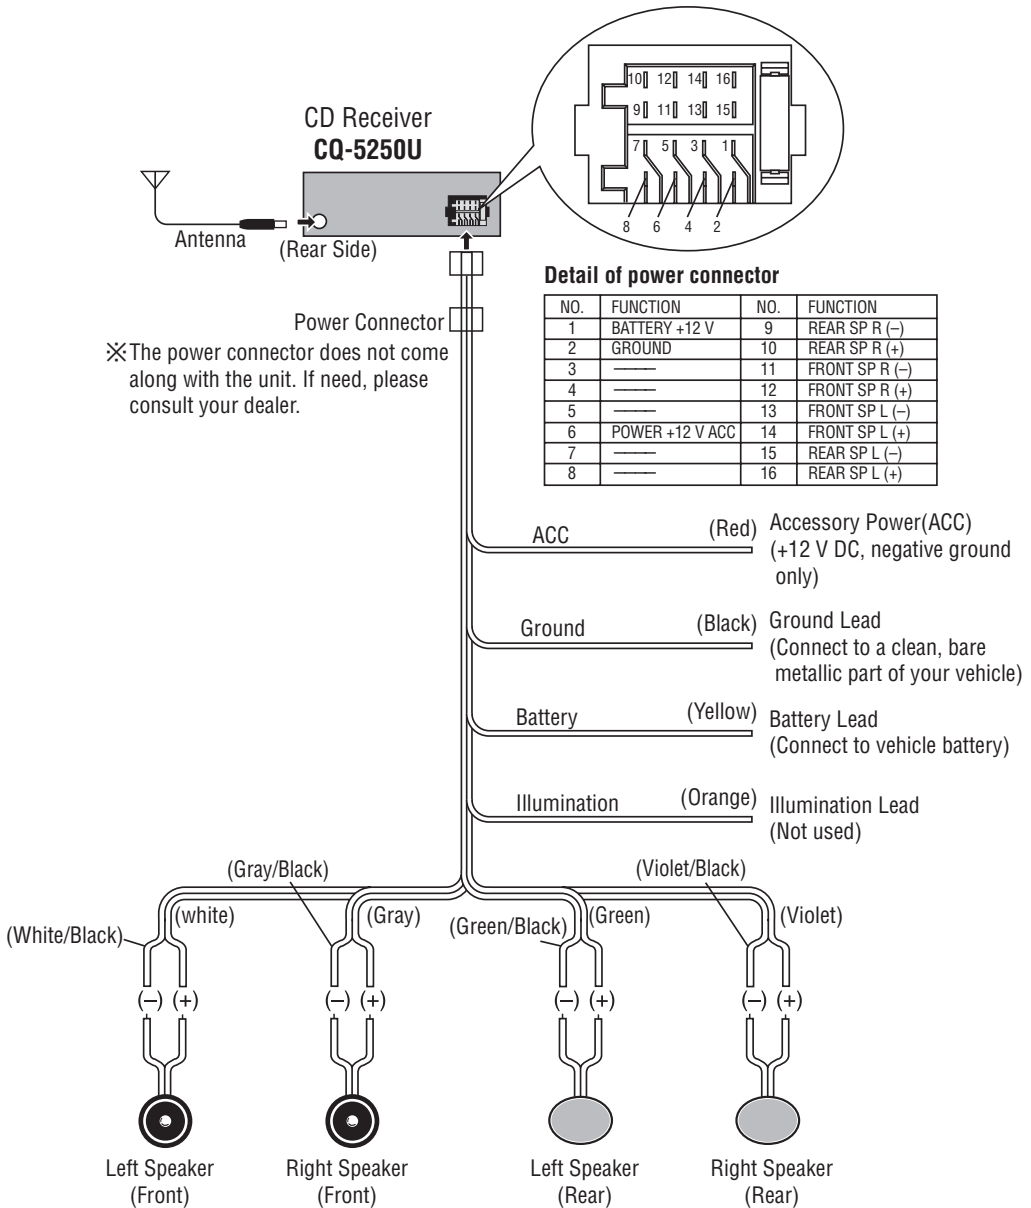 10 12 14 16
9 11 13 15
7 5 3 1
8 6 4 2
CD Receiver
CQ-5250U
Antenna
(Rear Side)
Power Connector
※The power connector does not come
along with the unit. If need, please
consult your dealer.
Detail of power connector
NO. FUNCTION NO. FUNCTION
1 BATTERY +12 V 9 REAR SP R (–)
2 GROUND 10 REAR SP R (+)
3 ——— 11 FRONT SP R (–)
4 ——— 12 FRONT SP R (+)
5 ——— 13 FRONT SP L (–)
6 POWER +12 V ACC 14 FRONT SP L (+)
7 ——— 15 REAR SP L (–)
8 ——— 16 REAR SP L (+)
ACC (Red) Accessory Power(ACC)
(+12 V DC, negative ground
only)
Ground (Black) Ground Lead
(Connect to a clean, bare
metallic part of your vehicle)
Battery (Yellow) Battery Lead
(Connect to vehicle battery)
Illumination (Orange) Illumination Lead
(Not used)
(Gray/Black) (Violet/Black)
(White/Black) (white) (Gray) (Green/Black) (Green) (Violet)
(–) (+) (–) (+) (–) (+) (–) (+)
Left Speaker
(Front)
Right Speaker
(Front)
Left Speaker
(Rear)
Right Speaker
(Rear)